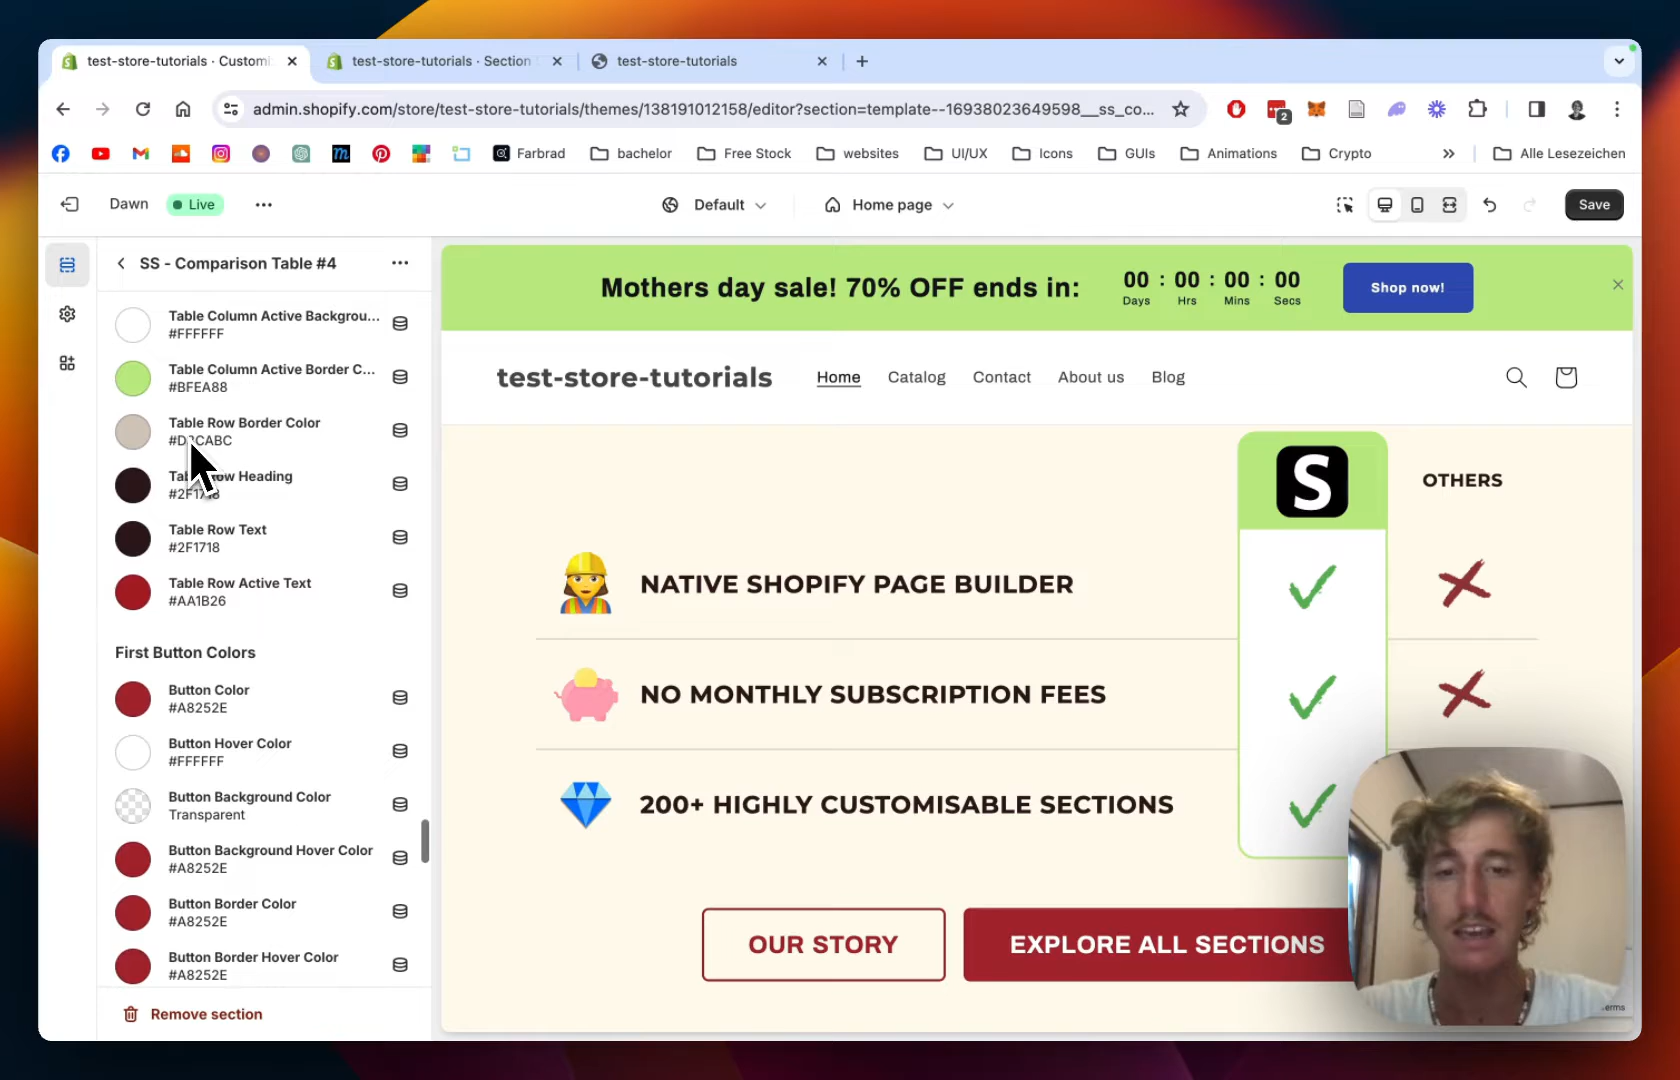 test-store-tutorials · Customi
test-store-tutorials · Section
test-store-tutorials
admin.shopify.com/store/test-store-tutorials/themes/138191012158/editor?section=template--16938023649598__ss_co...
2
Farbrad
bachelor
Free Stock
websites
UI/UX
Icons
GUIs
Animations
Crypto
Alle Lesezeichen
Dawn
Live
Default
Home page
Save
SS - Comparison Table #4
Table Column Active Backgrou...
#FFFFFF
Table Column Active Border C...
#BFEA88
Table Row Border Color
Heading
Table Row Text
#2F1718
Table Row Active Text
#AA1B26
First Button Colors
Button Color
#A8252E
Button Hover Color
#FFFFFF
Button Background Color
Transparent
Button Background Hover Color
#A8252E
Button Border Color
#A8252E
Button Border Hover Color
#A8252E
Remove section
Mothers day sale! 70% OFF ends in:
00 : 00 : 00 : 00
Days Hrs Mins Secs
Shop now!
test-store-tutorials
Home
Catalog
Contact
About us
Blog
S
OTHERS
NATIVE SHOPIFY PAGE BUILDER
NO MONTHLY SUBSCRIPTION FEES
200+ HIGHLY CUSTOMISABLE SECTIONS
OUR STORY
EXPLORE ALL SECTIONS